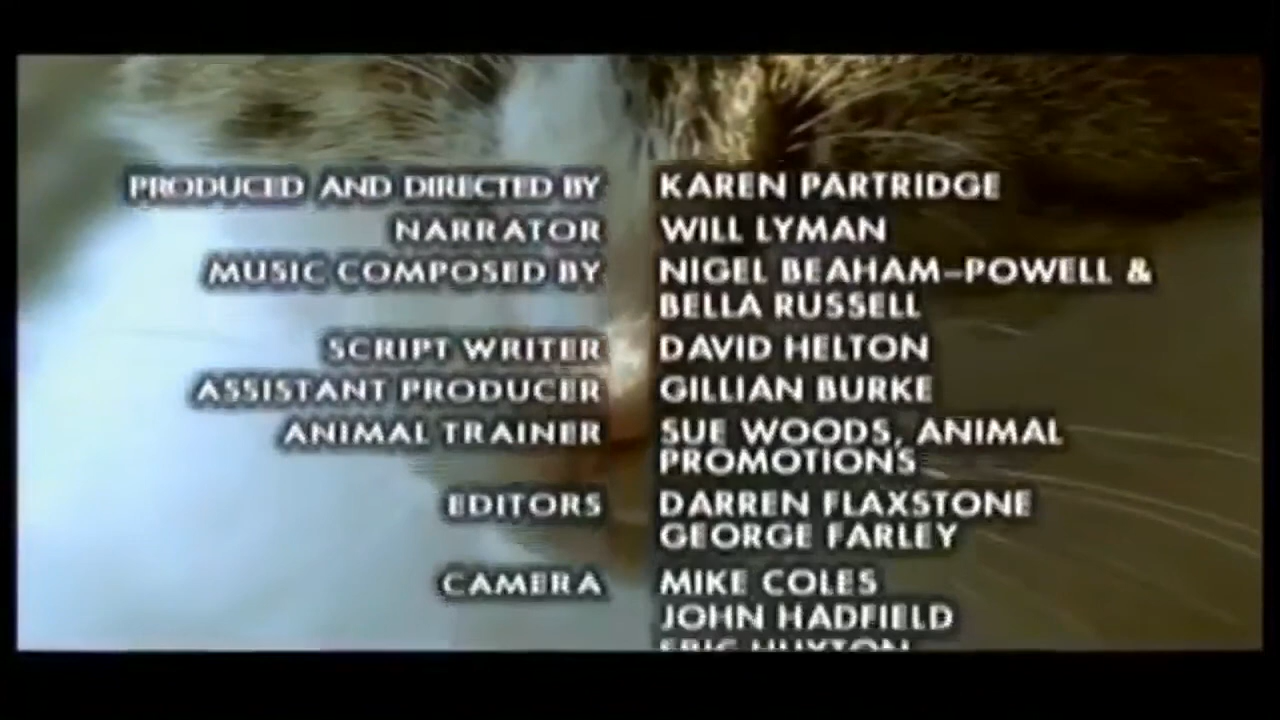 PRODUCED AND DIRECTED BY KAREN PARTRIDGE
NARRATOR WILL LYMAN
MUSIC COMPOSED BY NIGEL BEAHAM-POWELL &
BELLA RUSSELL
SCRIPT WRITER DAVID HELTON
ASSISTANT PRODUCER GILLIAN BURKE
ANIMAL TRAINER SUE WOODS, ANIMAL
PROMOTIONS
EDITORS DARREN FLAXSTONE
GEORGE FARLEY
CAMERA MIKE COLES
JOHN HADFIELD
ERIC HUXTON